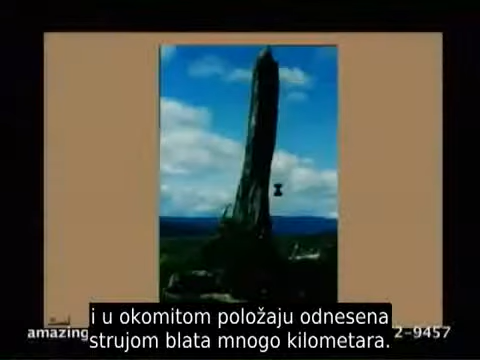 i u okomitom položaju odnesena
amazing
strujom blata mnogo kilometara.
2-9457